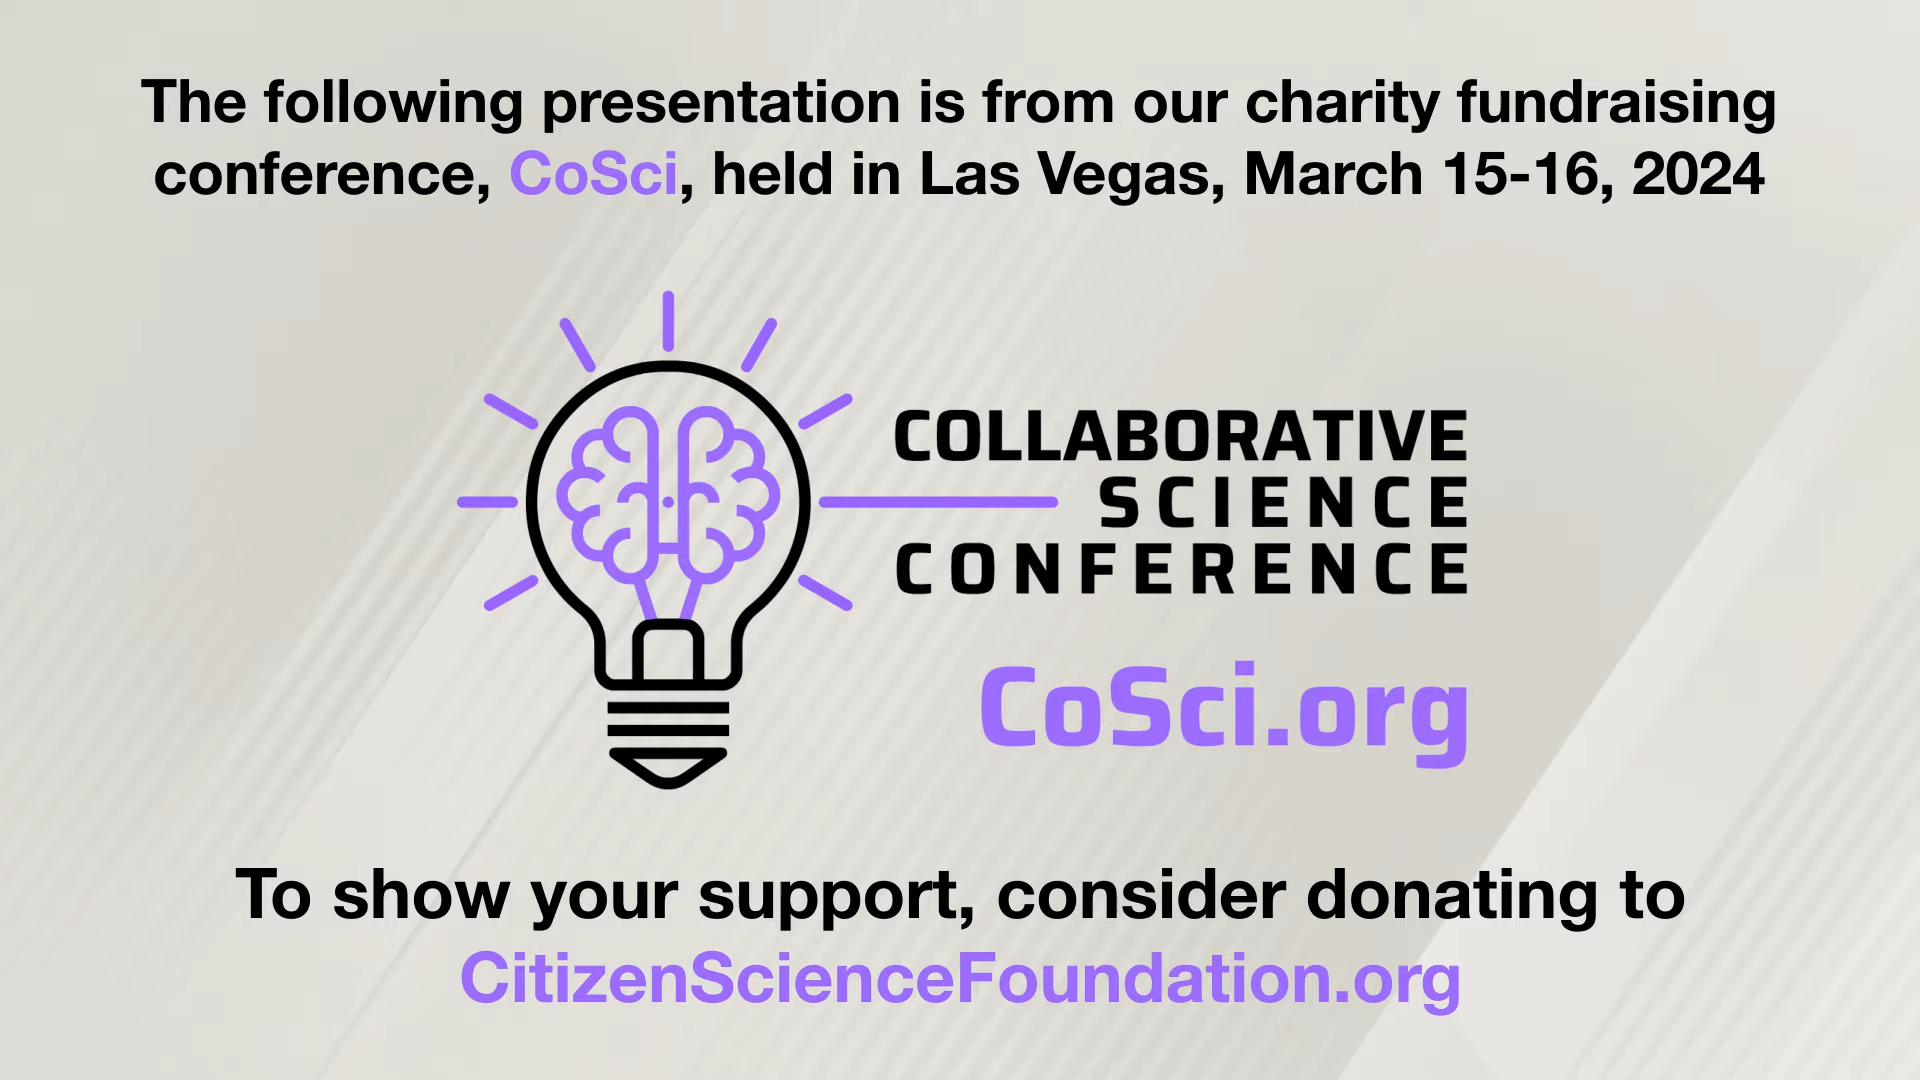 The following presentation is from our charity fundraising
conference, CoSci, held in Las Vegas, March 15-16, 2024
COLLABORATIVE
SCIENCE
CONFERENCE
CoSci.org
To show your support, consider donating to
CitizenScienceFoundation.org